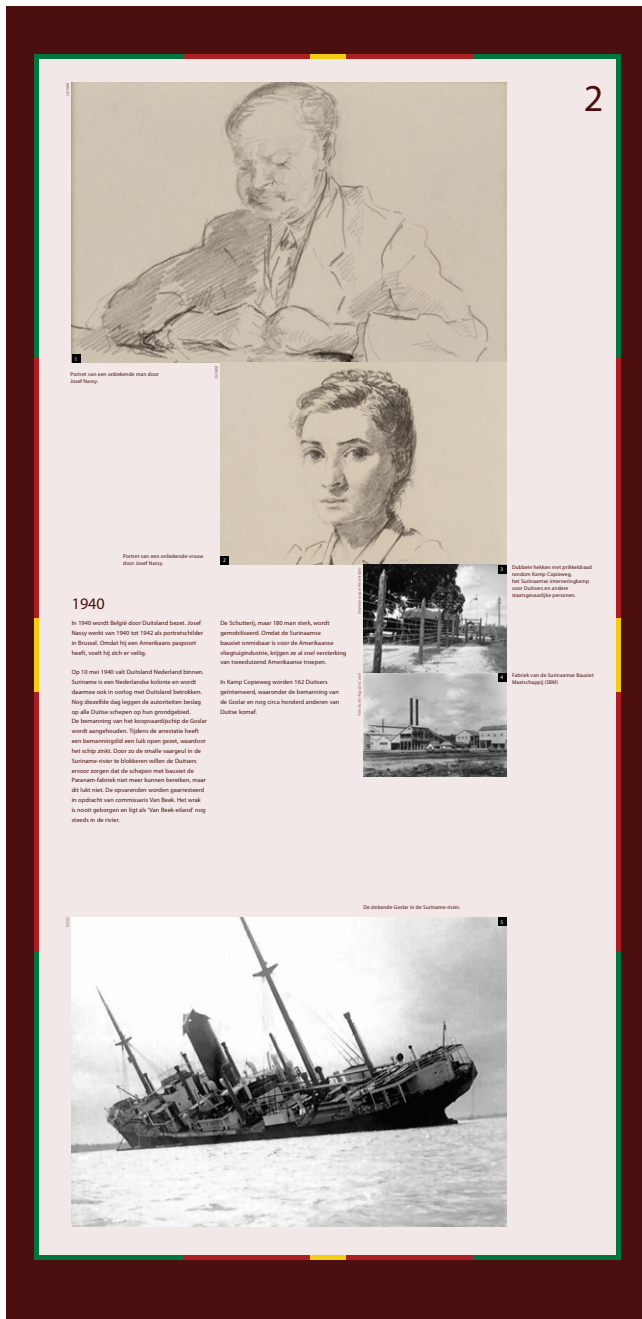 2
1
Portret van een onbekende man door
Josef Nassy.
2
Portret van een onbekende vrouw
door Josef Nassy.
3
Dubbele hekken met prikkeldraad
rondom Kamp Copieweg,
het Surinaamse interneringkamp
voor Duitsers en andere
staatsgevaarlijke personen.
4
Fabriek van de Surinaamse Bauxiet
Maatschappij (SBM)
1940
In 1940 wordt België door Duitsland bezet. Josef
Nassy werkt van 1940 tot 1942 als portretschilder
in Brussel. Omdat hij een Amerikaans paspoort
heeft, voelt hij zich er veilig.
Op 10 mei 1940 valt Duitsland Nederland binnen.
Suriname is een Nederlandse kolonie en wordt
daarmee ook in oorlog met Duitsland betrokken.
Nog diezelfde dag leggen de autoriteiten beslag
op alle Duitse schepen op hun grondgebied.
De bemanning van het koopvaardijschip de Goslar
wordt aangehouden. Tijdens de arrestatie heeft
een bemanningslid een luik open gezet, waardoor
het schip zinkt. Door zo de smalle vaargeul in de
Suriname-rivier te blokkeren willen de Duitsers
ervoor zorgen dat de schepen met bauxiet de
Paranam-fabriek niet meer kunnen bereiken, maar
dit lukt niet. De opvarenden worden gearresteerd
in opdracht van commissaris Van Beek. Het wrak
is nooit geborgen en ligt als 'Van Beek-eiland' nog
steeds in de rivier.
De Schutterij, maar 180 man sterk, wordt
gemobiliseerd. Omdat de Surinaamse
bauxiet onmisbaar is voor de Amerikaanse
vliegtuigindustrie, krijgen ze al snel versterking
van tweeduizend Amerikaanse troepen.
In Kamp Copieweg worden 162 Duitsers
geïnterneerd, waaronder de bemanning van
de Goslar en nog circa honderd anderen van
Duitse komaf.
De zinkende Goslar in de Suriname-rivier.
5